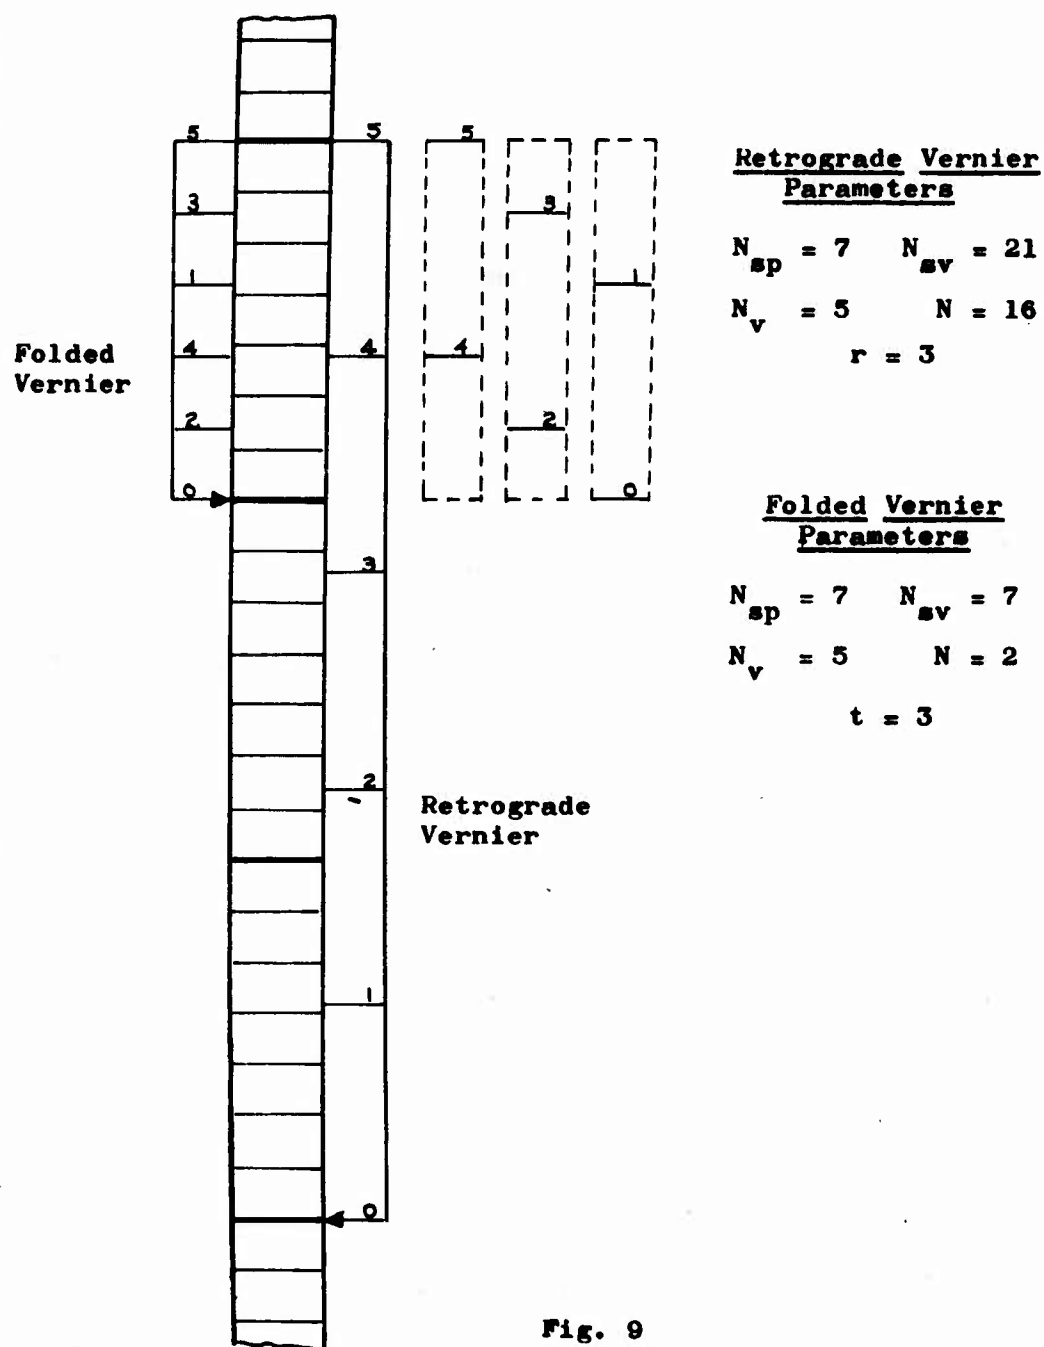 5
3
1
4
2
0
5
4
3
2
1
0
5
4
3
2
1
0
Folded
Vernier
Retrograde
Vernier
Retrograde Vernier
Parameters
N_sp = 7 N_sv = 21
N_v = 5 N = 16
r = 3
Folded Vernier
Parameters
N_sp = 7 N_sv = 7
N_v = 5 N = 2
t = 3
Fig. 9